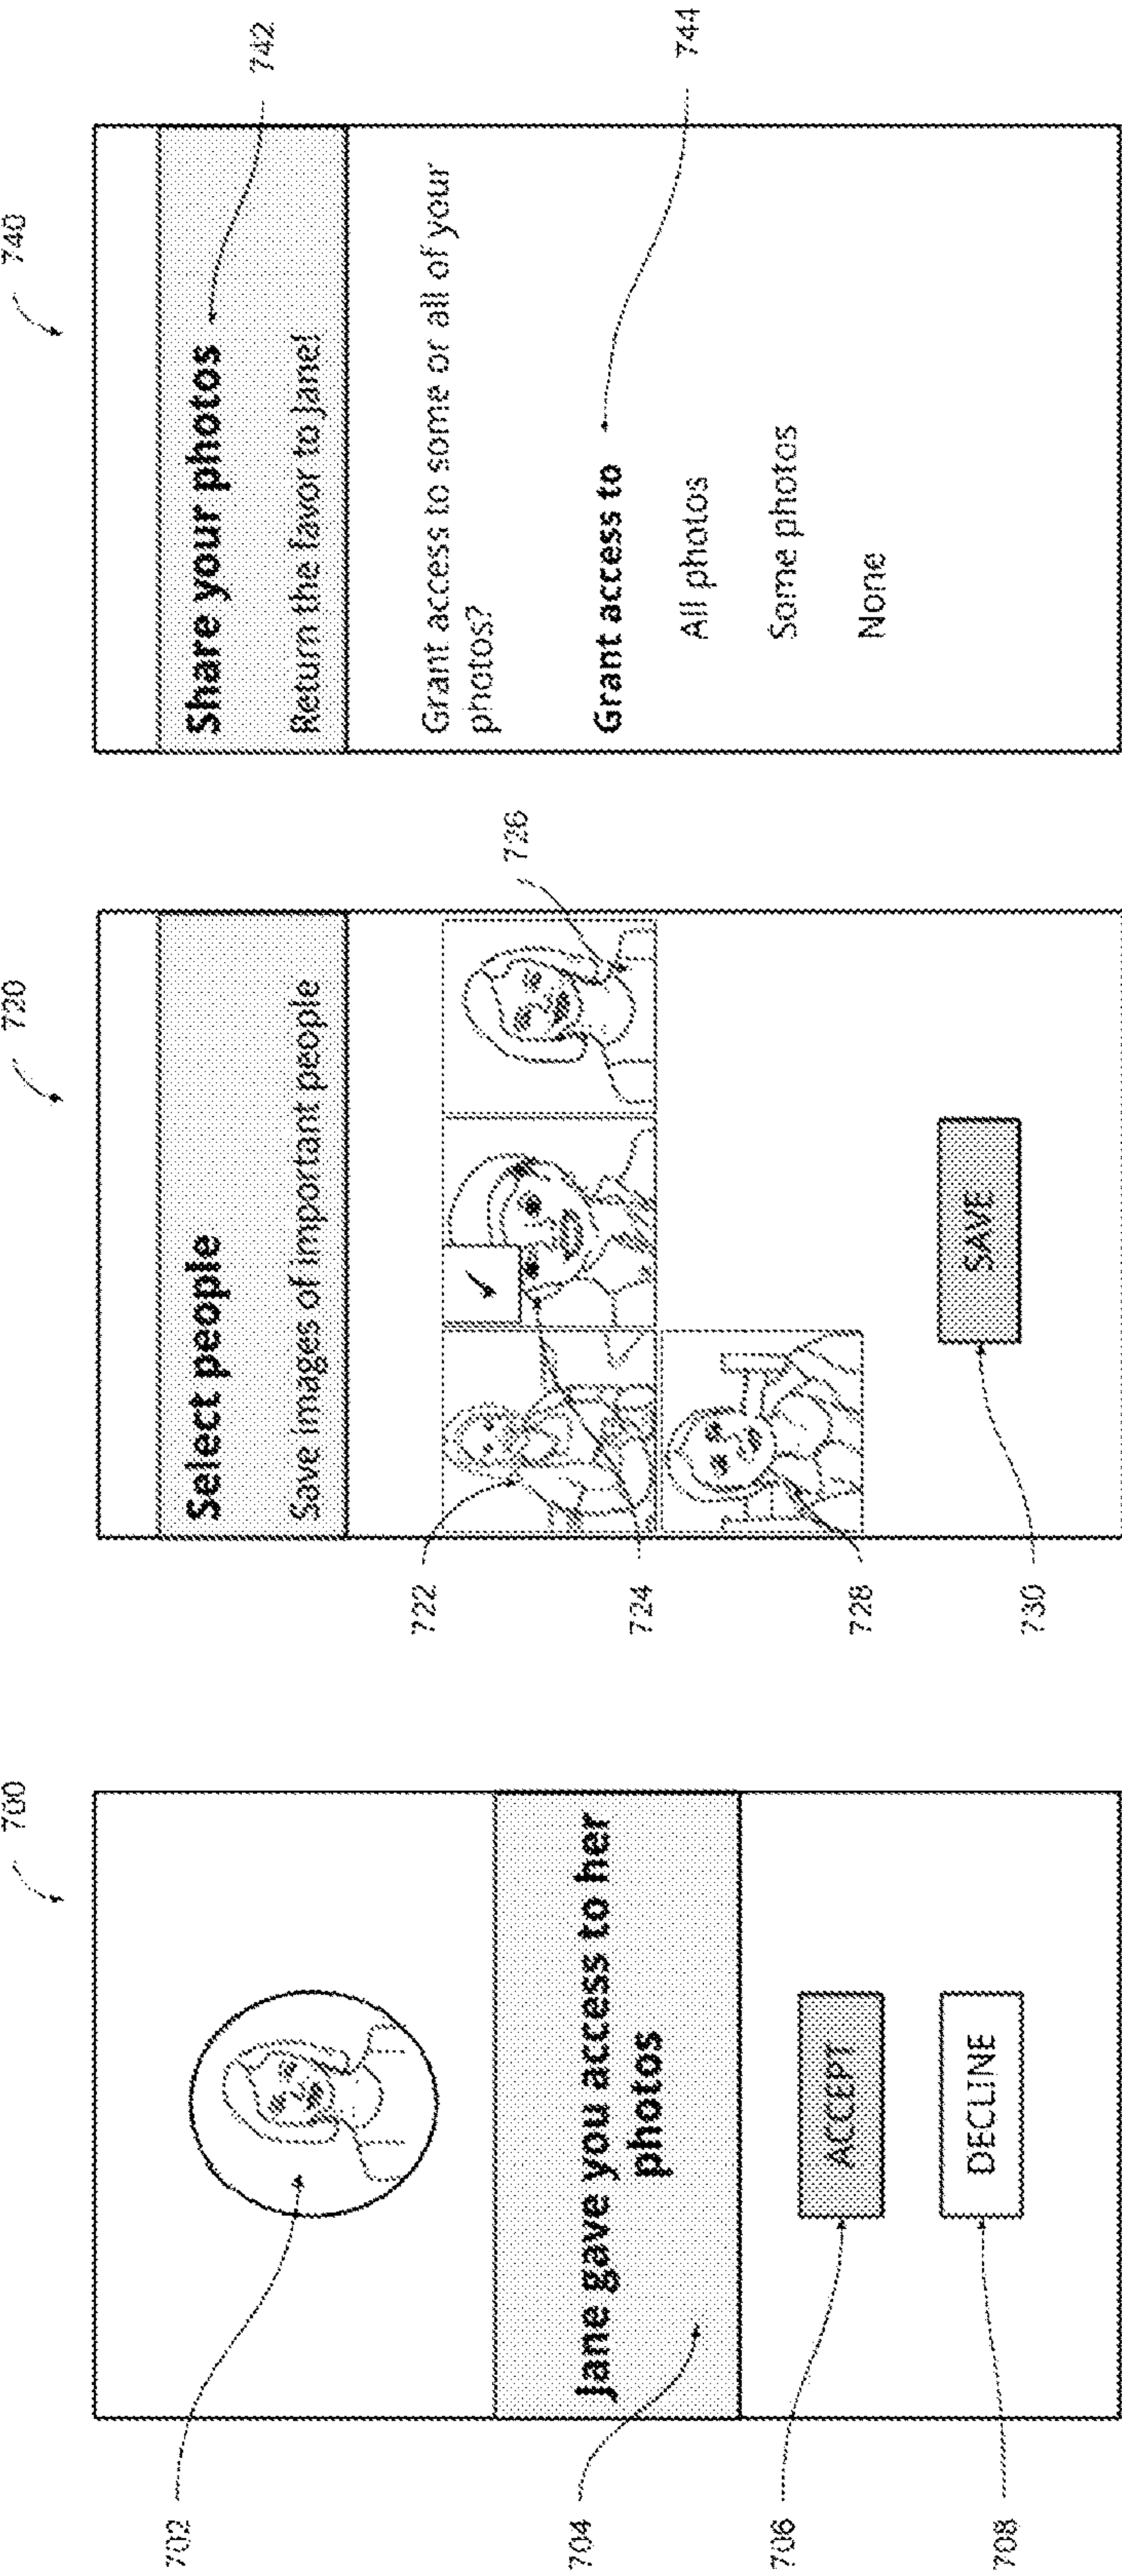 700
702
Jane gave you access to her
photos
704
ACCEPT
706
DECLINE
708
720
Select people
Save images of important people
722
724
726
728
SAVE
730
740
Share your photos
742
Return the favor to Jane!
Grant access to some or all of your
photos?
Grant access to
744
All photos
Some photos
None